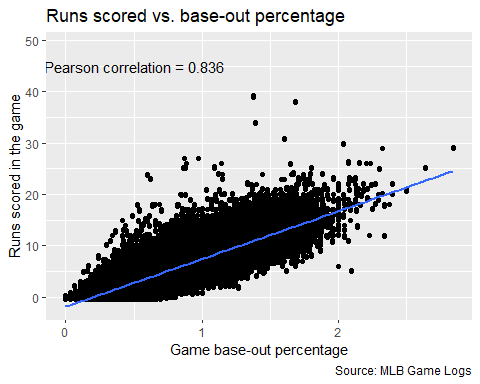 Runs scored vs. base-out percentage
Pearson correlation = 0.836
Runs scored in the game
50
40
30
20
10
0
0
1
2
Game base-out percentage
Source: MLB Game Logs